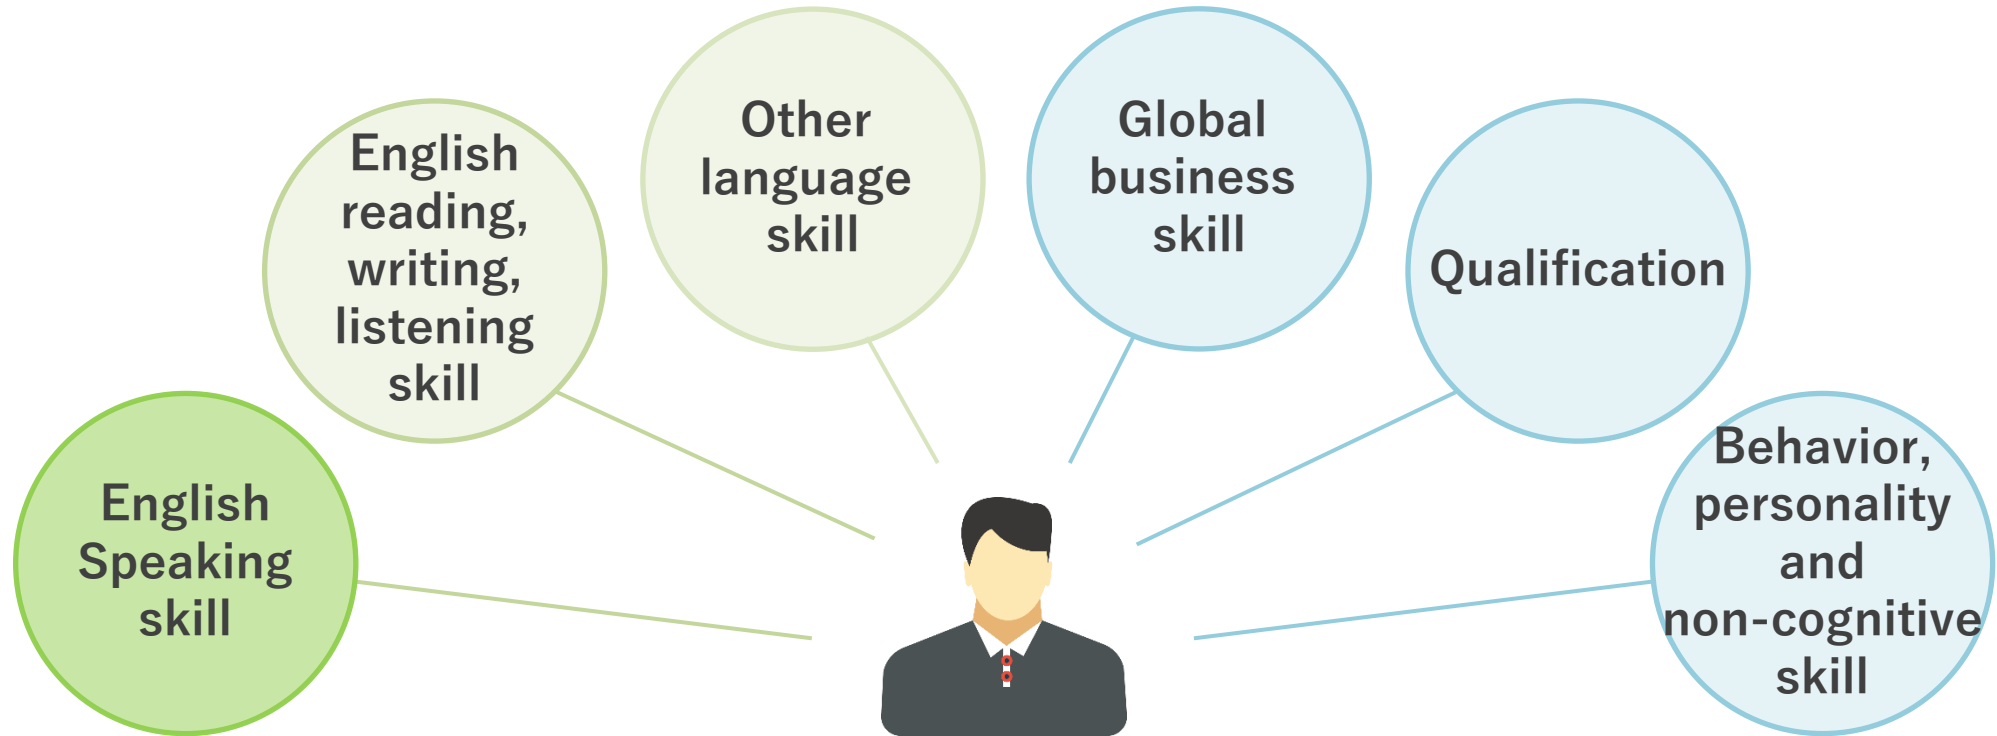 English
Speaking
skill
English
reading,
writing,
listening
skill
Other
language
skill
Global
business
skill
Qualification
Behavior,
personality
and
non-cognitive
skill